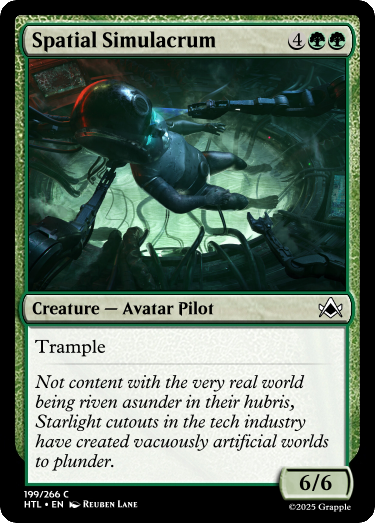 Spatial Simulacrum 4
Creature — Avatar Pilot
Trample
Not content with the very real world
being riven asunder in their hubris,
Starlight cutouts in the tech industry
have created vacuously artificial worlds
to plunder.
6/6
199/266 C
HTL • EN Reuben Lane
©2025 Grapple